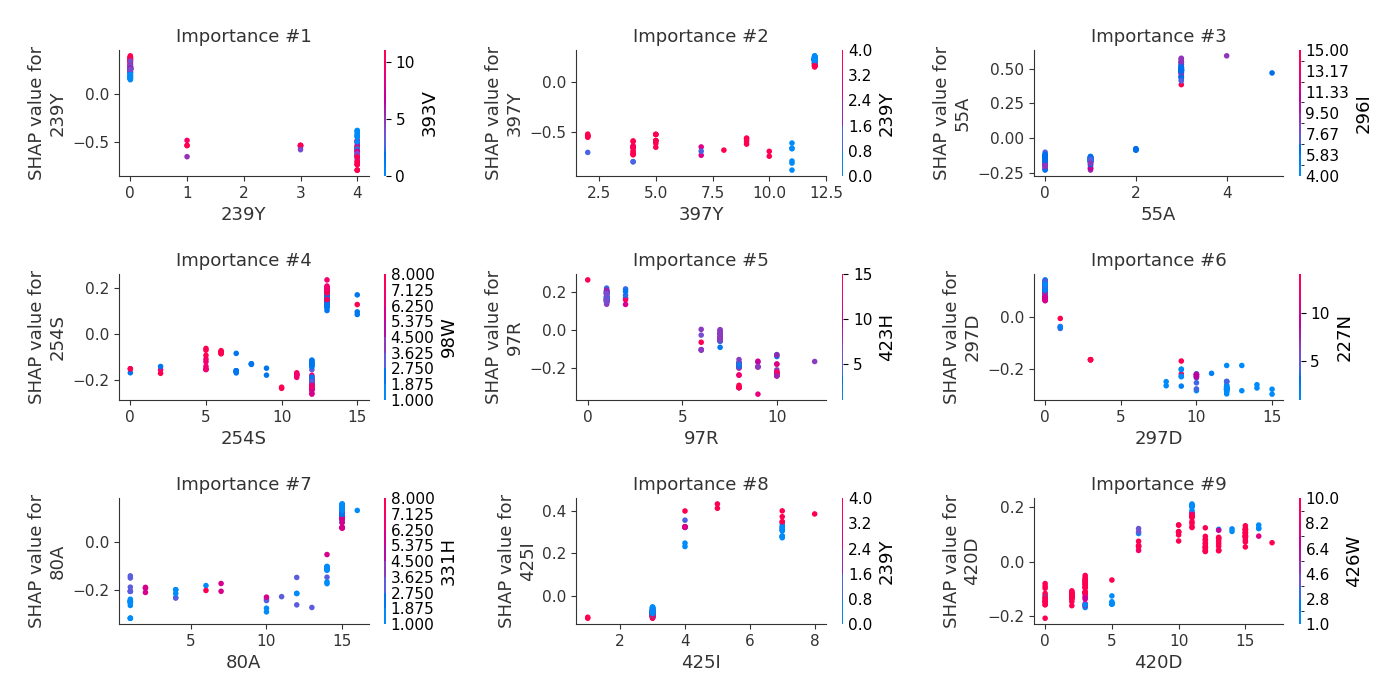 Importance #1
SHAP value for
239Y
0.0
−0.5
0
1
2
3
4
239Y
10
5
0
393V
Importance #2
SHAP value for
397Y
0.0
−0.5
2.5
5.0
7.5
10.0
12.5
397Y
4.0
3.2
2.4
1.6
0.8
0.0
239Y
Importance #3
SHAP value for
55A
0.50
0.25
0.00
−0.25
0
2
4
55A
15.00
13.17
11.33
9.50
7.67
5.83
4.00
296I
Importance #4
SHAP value for
254S
0.2
0.0
−0.2
0
5
10
15
254S
8.000
7.125
6.250
5.375
4.500
3.625
2.750
1.875
1.000
98W
Importance #5
SHAP value for
97R
0.2
0.0
−0.2
0
5
10
97R
15
10
5
423H
Importance #6
SHAP value for
297D
0.0
−0.2
0
5
10
15
297D
10
5
227N
Importance #7
SHAP value for
80A
0.0
−0.2
5
10
15
80A
8.000
7.125
6.250
5.375
4.500
3.625
2.750
1.875
1.000
331H
Importance #8
SHAP value for
425I
0.4
0.2
0.0
2
4
6
8
425I
4.0
3.2
2.4
1.6
0.8
0.0
239Y
Importance #9
SHAP value for
420D
0.2
0.0
−0.2
0
5
10
15
420D
10.0
8.2
6.4
4.6
2.8
1.0
426W